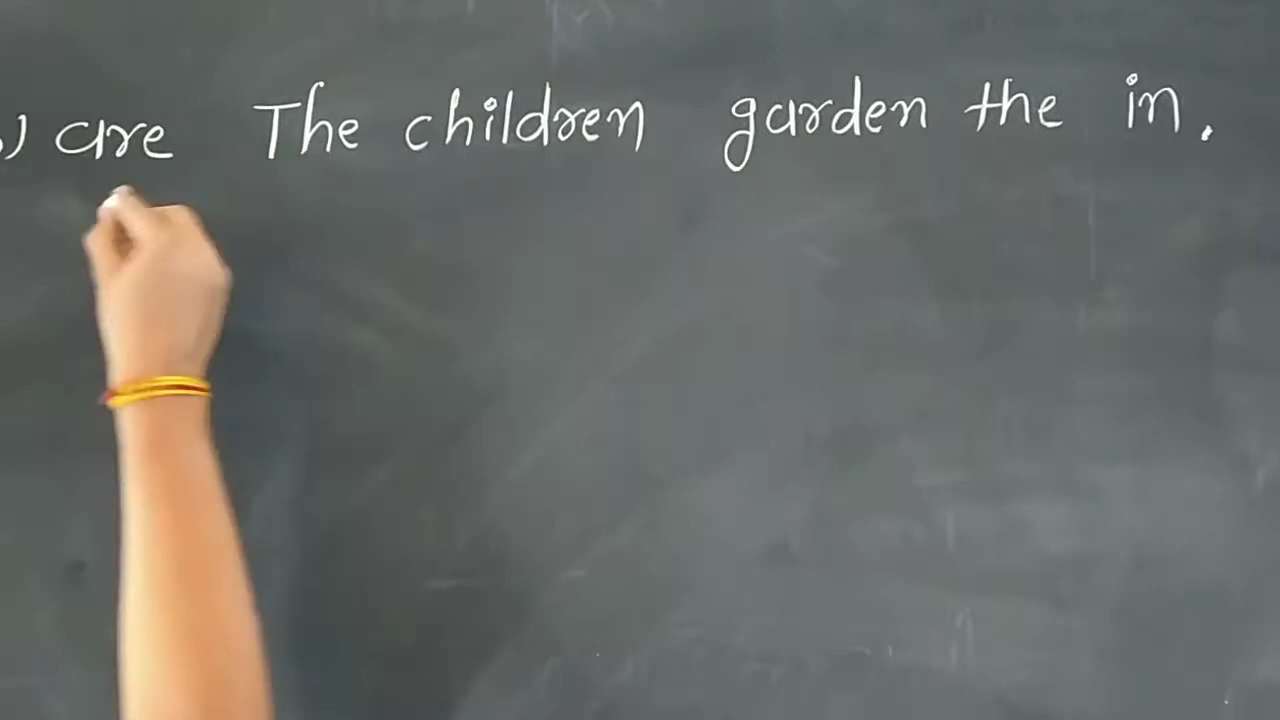 ) are The children garden the in.